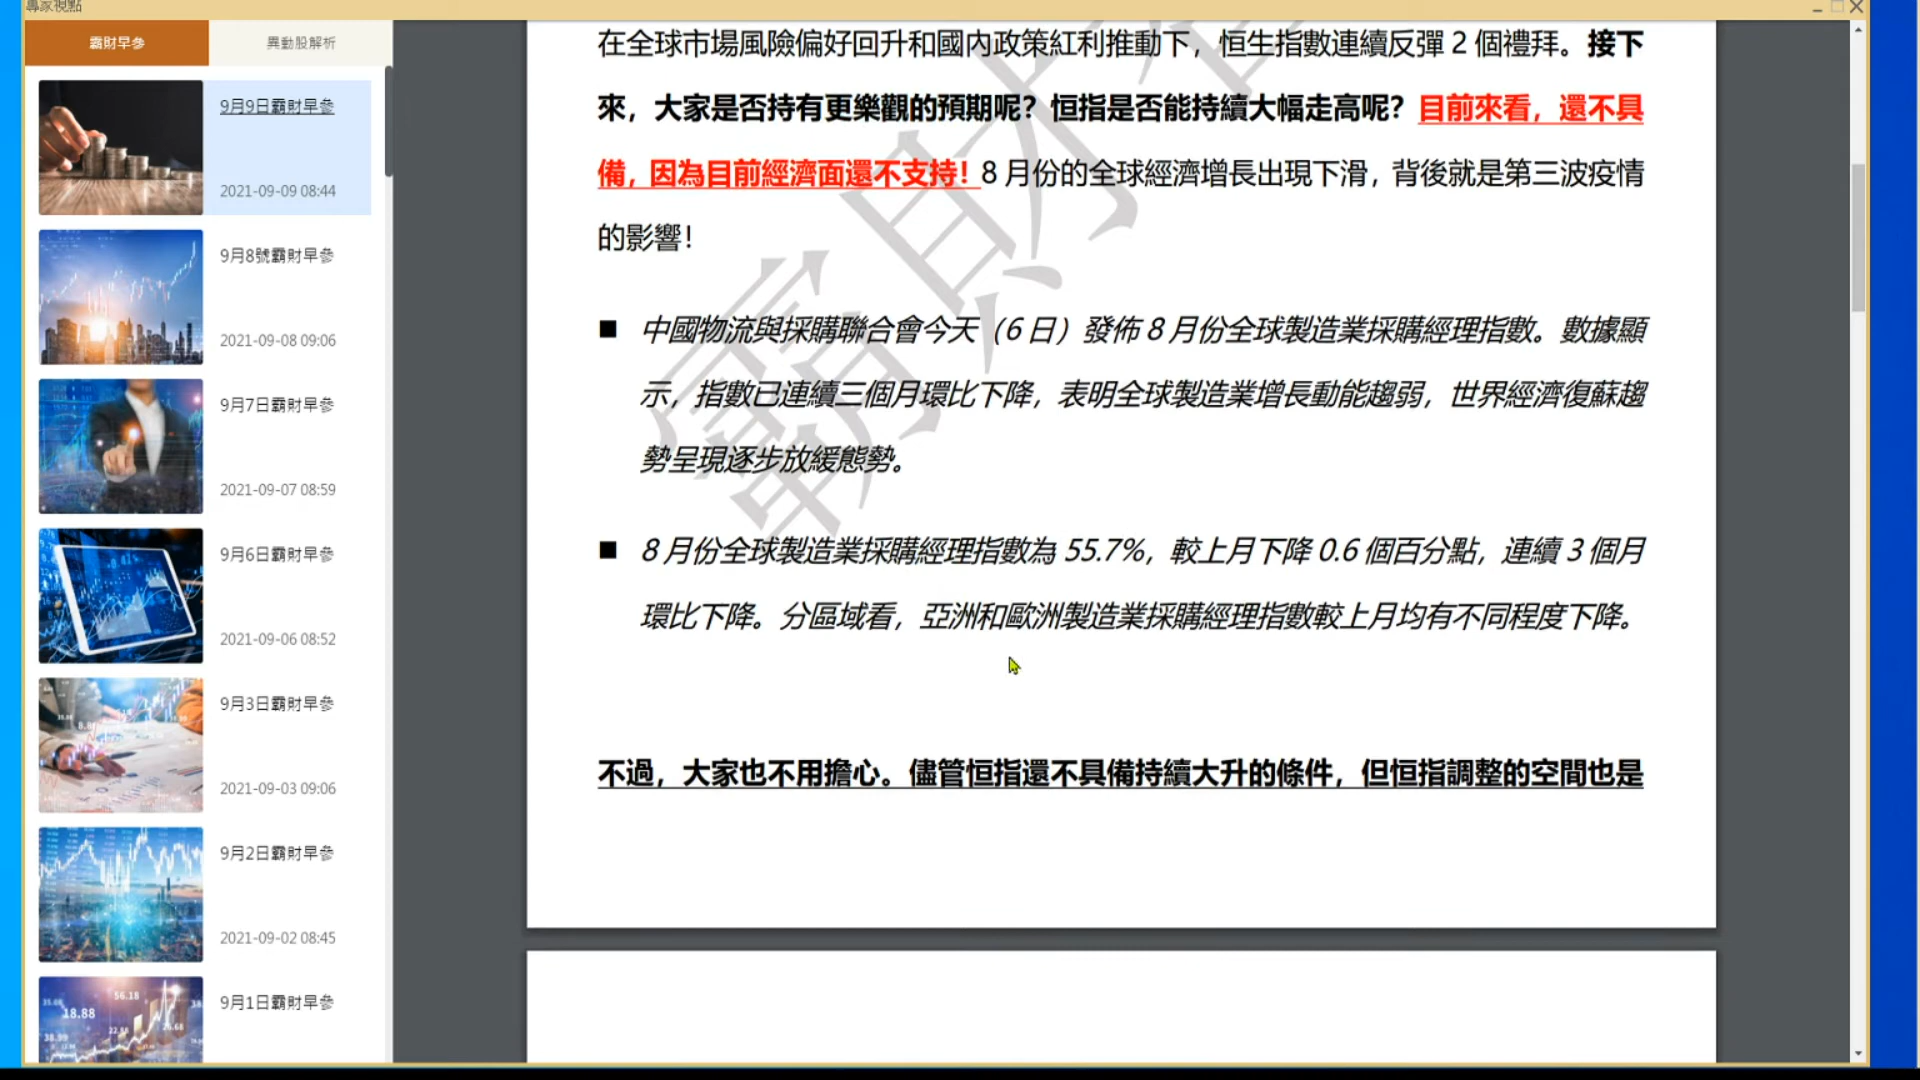 專家視點
霸財早參
異動股解析
9月9日霸財早參
2021-09-09 08:44
9月8號霸財早參
2021-09-08 09:06
9月7日霸財早參
2021-09-07 08:59
9月6日霸財早參
2021-09-06 08:52
9月3日霸財早參
2021-09-03 09:06
9月2日霸財早參
2021-09-02 08:45
9月1日霸財早參
18.88
56.18
在全球市場風險偏好回升和國內政策紅利推動下，恒生指數連續反彈 2 個禮拜。接下
來，大家是否持有更樂觀的預期呢？恒指是否能持續大幅走高呢？目前來看，還不具
備，因為目前經濟面還不支持！8 月份的全球經濟增長出現下滑，背後就是第三波疫情
的影響！
■ 中國物流與採購聯合會今天（6 日）發佈 8 月份全球製造業採購經理指數。數據顯
示，指數已連續三個月環比下降，表明全球製造業增長動能趨弱，世界經濟復蘇趨
勢呈現逐步放緩態勢。
■ 8 月份全球製造業採購經理指數為 55.7%，較上月下降 0.6 個百分點，連續 3 個月
環比下降。分區域看，亞洲和歐洲製造業採購經理指數較上月均有不同程度下降。
不過，大家也不用擔心。儘管恒指還不具備持續大升的條件，但恒指調整的空間也是
霸財